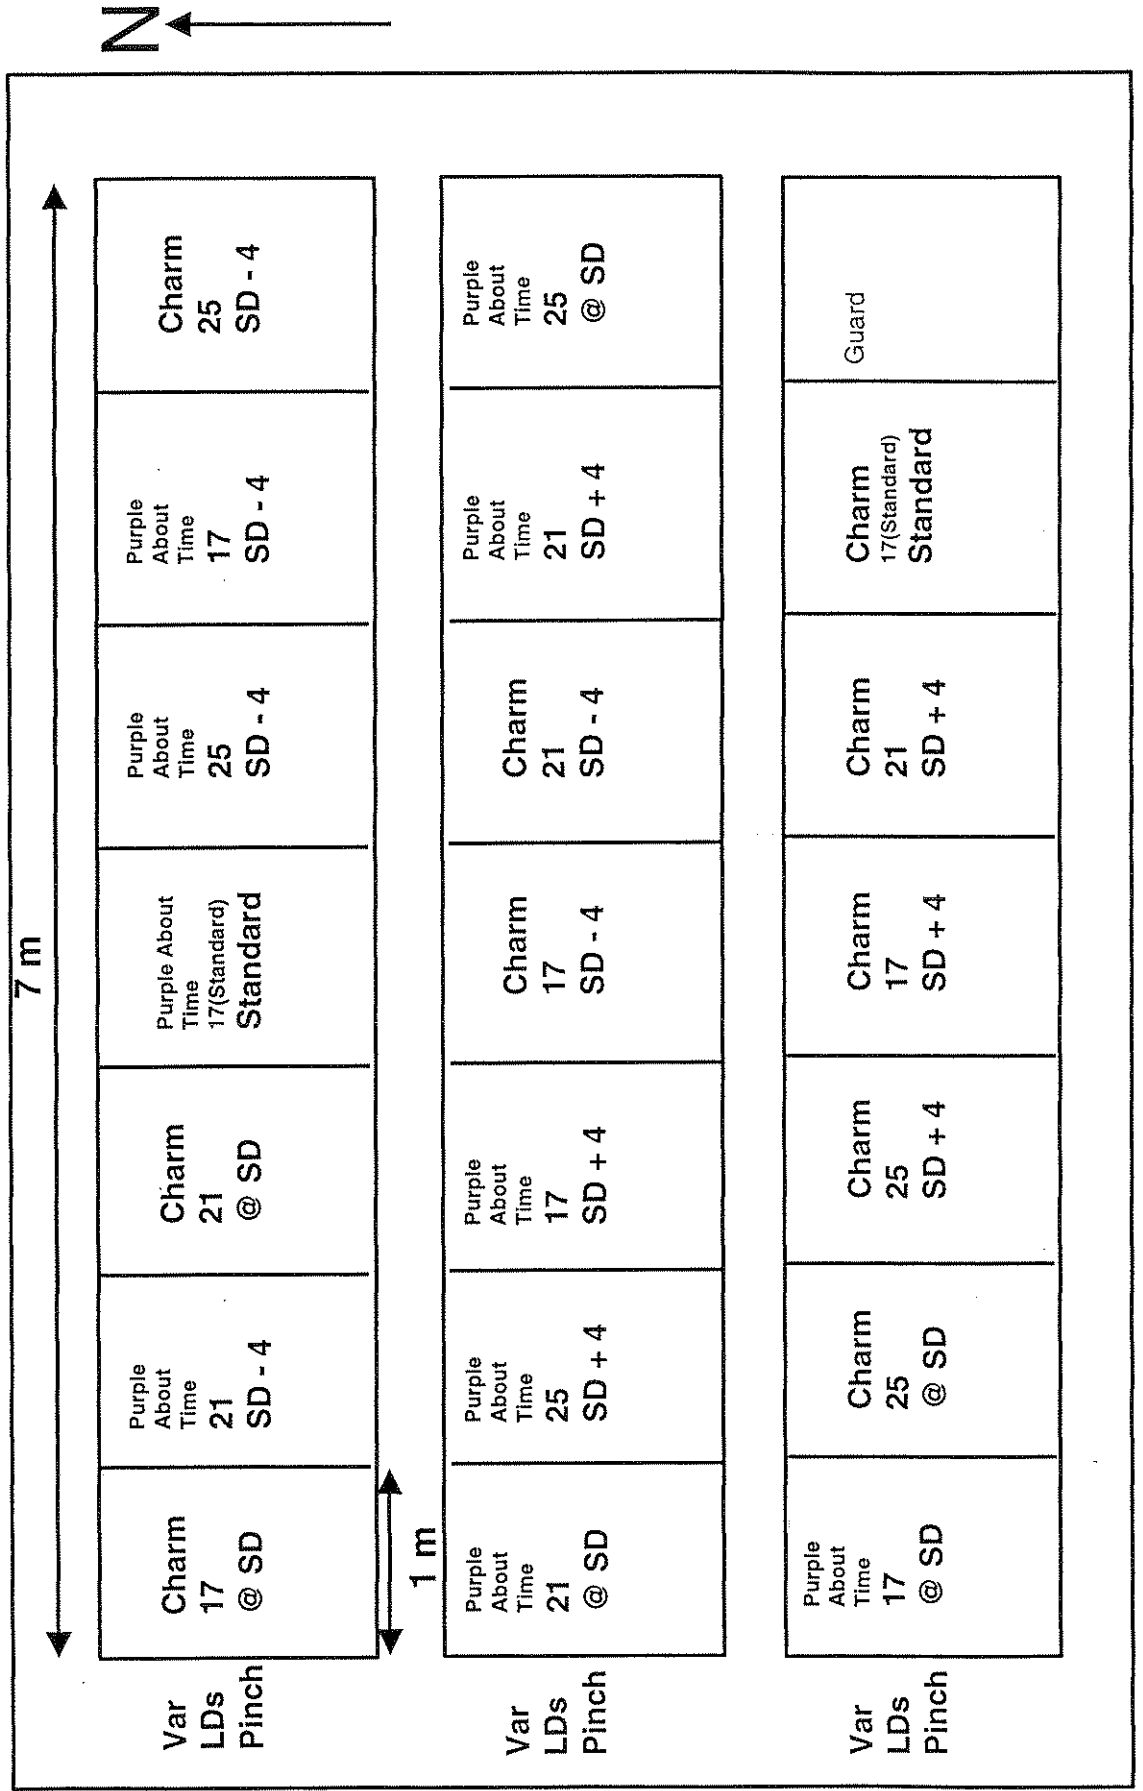 7 m
N
Var
LDs
Pinch
Charm
17
@ SD
Purple
About
Time
21
SD - 4
Charm
21
@ SD
Purple About
Time
17(Standard)
Standard
Purple
About
Time
25
SD - 4
Purple
About
Time
17
SD - 4
Charm
25
SD - 4
1 m
Var
LDs
Pinch
Purple
About
Time
21
@ SD
Purple
About
Time
25
SD + 4
Purple
About
Time
17
SD + 4
Charm
17
SD - 4
Charm
21
SD - 4
Purple
About
Time
21
SD + 4
Purple
About
Time
25
@ SD
Var
LDs
Pinch
Purple
About
Time
17
@ SD
Charm
25
@ SD
Charm
25
SD + 4
Charm
17
SD + 4
Charm
21
SD + 4
Charm
17(Standard)
Standard
Guard